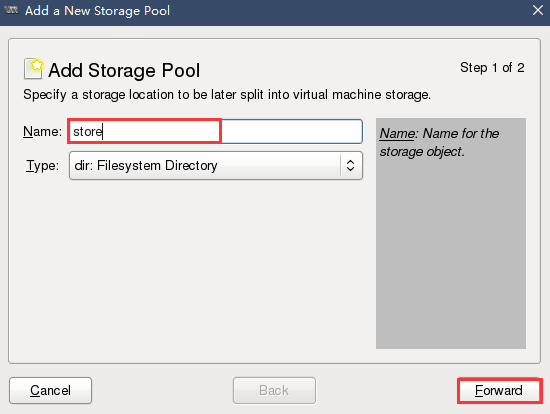 Add a New Storage Pool
Add Storage Pool
Step 1 of 2
Specify a storage location to be later split into virtual machine storage.
Name: store
Name: Name for the
storage object.
Type: dir: Filesystem Directory
Cancel
Back
Forward